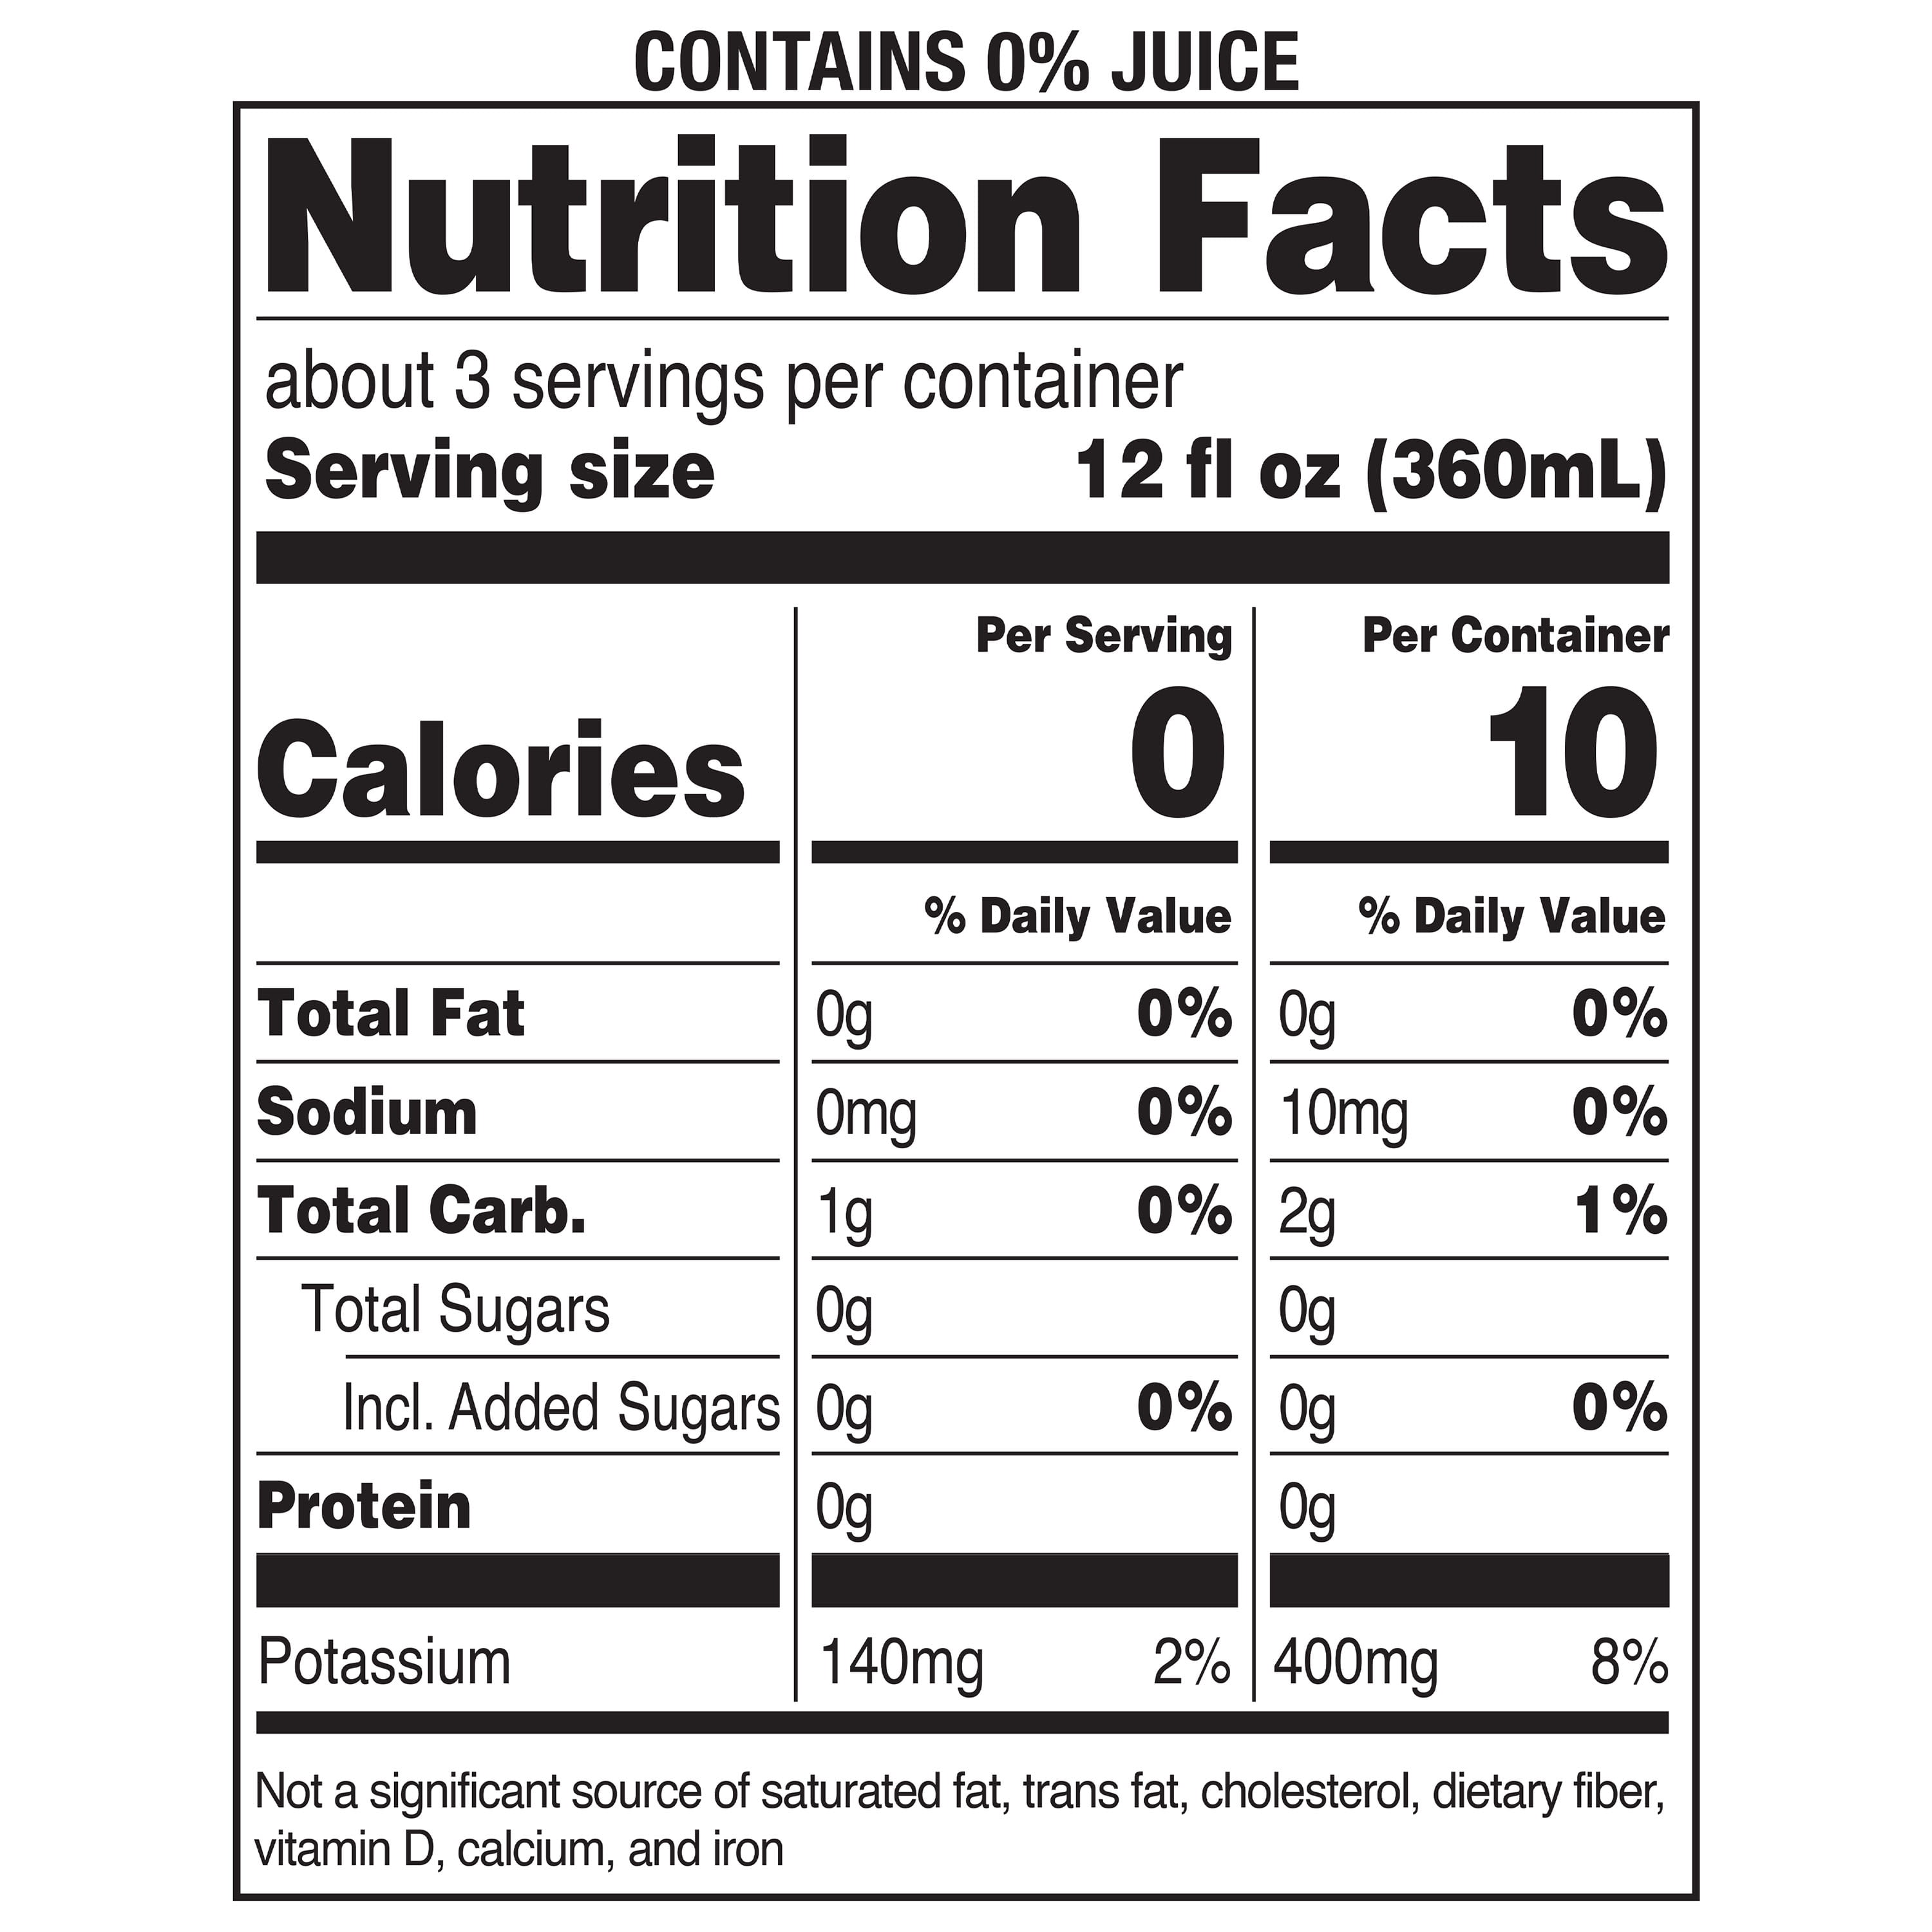 CONTAINS 0% JUICE
Nutrition Facts
about 3 servings per container
Serving size 12 fl oz (360mL)
Per Serving Per Container
Calories 0 10
% Daily Value % Daily Value
Total Fat 0g 0% 0g 0%
Sodium 0mg 0% 10mg 0%
Total Carb. 1g 0% 2g 1%
Total Sugars 0g 0g
Incl. Added Sugars 0g 0% 0g 0%
Protein 0g 0g
Potassium 140mg 2% 400mg 8%
Not a significant source of saturated fat, trans fat, cholesterol, dietary fiber,
vitamin D, calcium, and iron